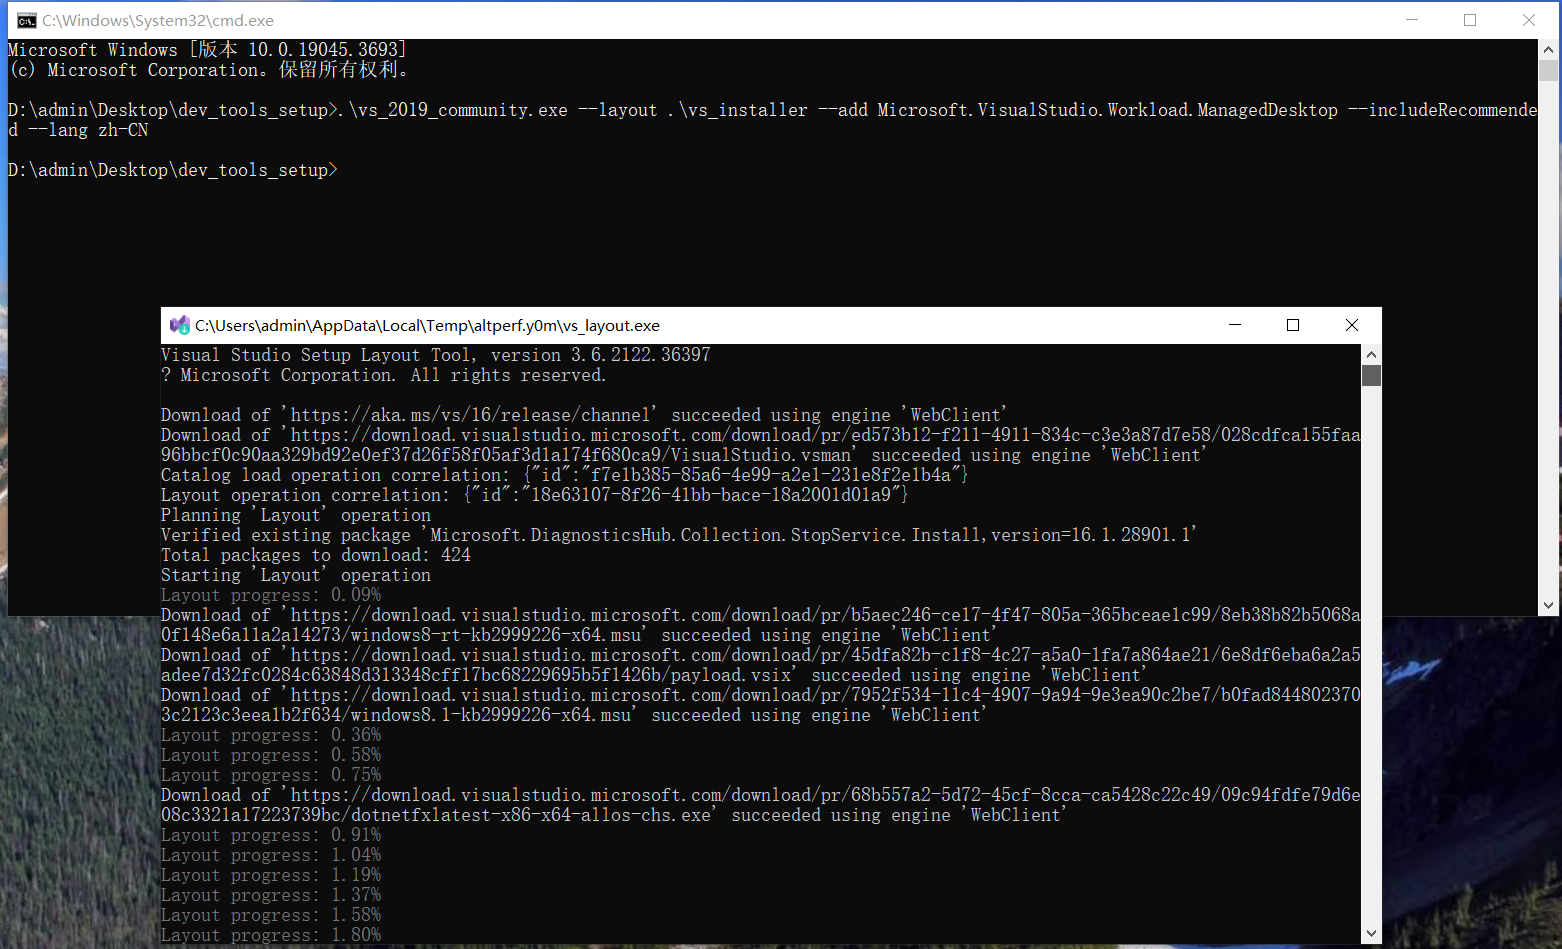 C:\Windows\System32\cmd.exe
Microsoft Windows [版本 10.0.19045.3693]
(c) Microsoft Corporation。保留所有权利。
D:\admin\Desktop\dev_tools_setup>.\vs_2019_community.exe --layout .\vs_installer --add Microsoft.VisualStudio.Workload.ManagedDesktop --includeRecommende
d --lang zh-CN
D:\admin\Desktop\dev_tools_setup>
C:\Users\admin\AppData\Local\Temp\altperf.y0m\vs_layout.exe
Visual Studio Setup Layout Tool, version 3.6.2122.36397
? Microsoft Corporation. All rights reserved.
Download of 'https://aka.ms/vs/16/release/channel' succeeded using engine 'WebClient'
Download of 'https://download.visualstudio.microsoft.com/download/pr/ed573b12-f211-4911-834c-c3e3a87d7e58/028cdfca155faa
96bbcf0c90aa329bd92e0ef37d26f58f05af3d1a174f680ca9/VisualStudio.vsman' succeeded using engine 'WebClient'
Catalog load operation correlation: {"id":"f7e1b385-85a6-4e99-a2e1-231e8f2e1b4a"}
Layout operation correlation: {"id":"18e63107-8f26-41bb-bace-18a2001d01a9"}
Planning 'Layout' operation
Verified existing package 'Microsoft.DiagnosticsHub.Collection.StopService.Install,version=16.1.28901.1'
Total packages to download: 424
Starting 'Layout' operation
Layout progress: 0.09%
Download of 'https://download.visualstudio.microsoft.com/download/pr/b5aec246-ce17-4f47-805a-365bceae1c99/8eb38b82b5068a
0f148e6a11a2a14273/windows8-rt-kb2999226-x64.msu' succeeded using engine 'WebClient'
Download of 'https://download.visualstudio.microsoft.com/download/pr/45dfa82b-c1f8-4c27-a5a0-1fa7a864ae21/6e8df6eba6a2a5
adee7d32fc0284c63848d313348cff17bc68229695b5f1426b/payload.vsix' succeeded using engine 'WebClient'
Download of 'https://download.visualstudio.microsoft.com/download/pr/7952f534-11c4-4907-9a94-9e3ea90c2be7/b0fad844802370
3c2123c3eea1b2f634/windows8.1-kb2999226-x64.msu' succeeded using engine 'WebClient'
Layout progress: 0.36%
Layout progress: 0.58%
Layout progress: 0.75%
Download of 'https://download.visualstudio.microsoft.com/download/pr/68b557a2-5d72-45cf-8cca-ca5428c22c49/09c94fdfe79d6e
08c3321a17223739bc/dotnetfxlatest-x86-x64-allos-chs.exe' succeeded using engine 'WebClient'
Layout progress: 0.91%
Layout progress: 1.04%
Layout progress: 1.19%
Layout progress: 1.37%
Layout progress: 1.58%
Layout progress: 1.80%